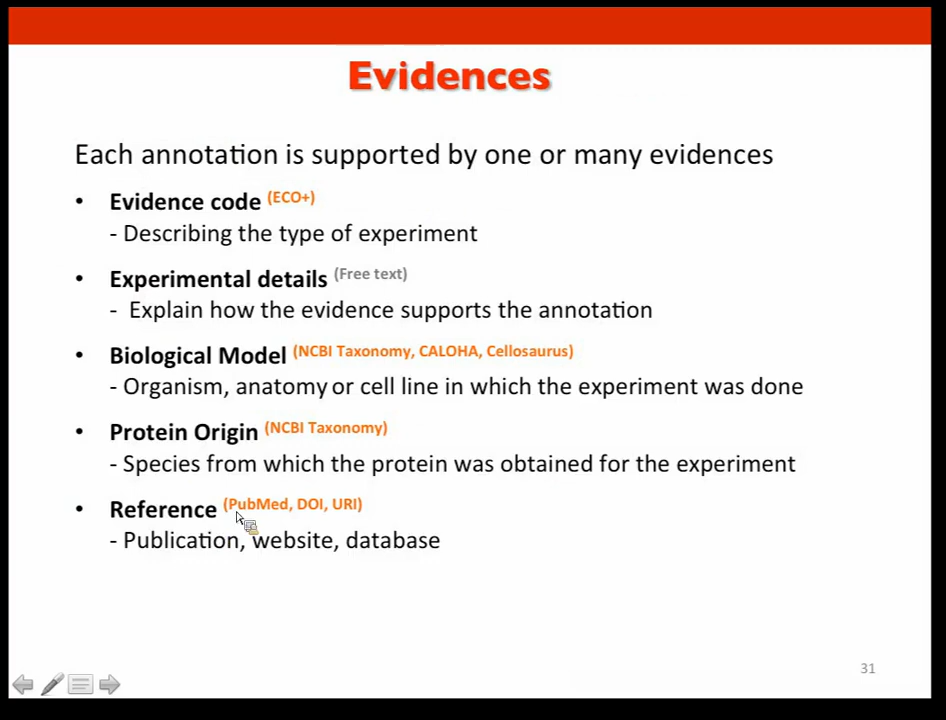 Evidences
Each annotation is supported by one or many evidences
• Evidence code (ECO+)
- Describing the type of experiment
• Experimental details (Free text)
- Explain how the evidence supports the annotation
• Biological Model (NCBI Taxonomy, CALOHA, Cellosaurus)
- Organism, anatomy or cell line in which the experiment was done
• Protein Origin (NCBI Taxonomy)
- Species from which the protein was obtained for the experiment
• Reference (PubMed, DOI, URI)
- Publication, website, database
31